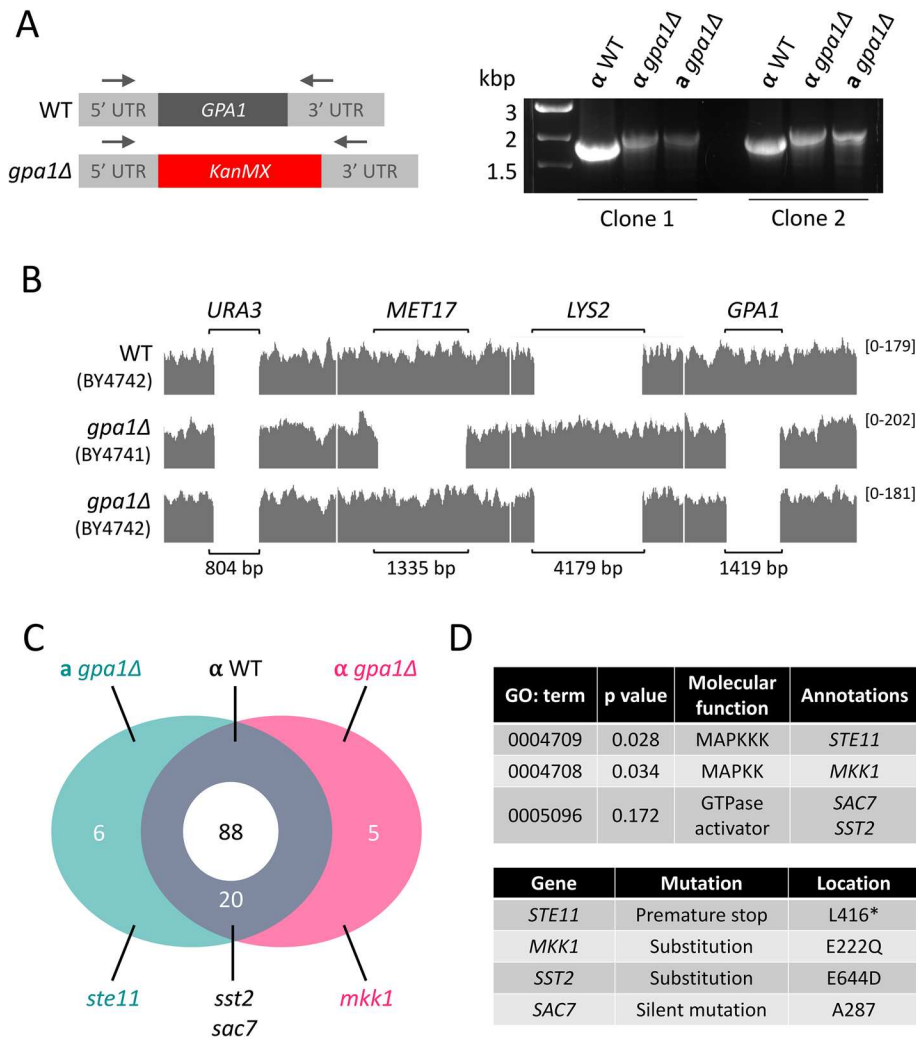 A
WT
5' UTR GPA1 3' UTR
gpa1Δ
5' UTR KanMX 3' UTR
kbp
3
2
1.5
α WT
α gpa1Δ
a gpa1Δ
α WT
α gpa1Δ
a gpa1Δ
Clone 1
Clone 2
B
URA3 MET17 LYS2 GPA1
WT
(BY4742)
[0-179]
gpa1Δ
(BY4741)
[0-202]
gpa1Δ
(BY4742)
[0-181]
804 bp 1335 bp 4179 bp 1419 bp
C
a gpa1Δ α WT α gpa1Δ
6 88 5
20
ste11 sst2 mkk1
sac7
D
GO: term p value Molecular function Annotations
0004709 0.028 MAPKKK STE11
0004708 0.034 MAPKK MKK1
0005096 0.172 GTPase activator SAC7 SST2
Gene Mutation Location
STE11 Premature stop L416*
MKK1 Substitution E222Q
SST2 Substitution E644D
SAC7 Silent mutation A287